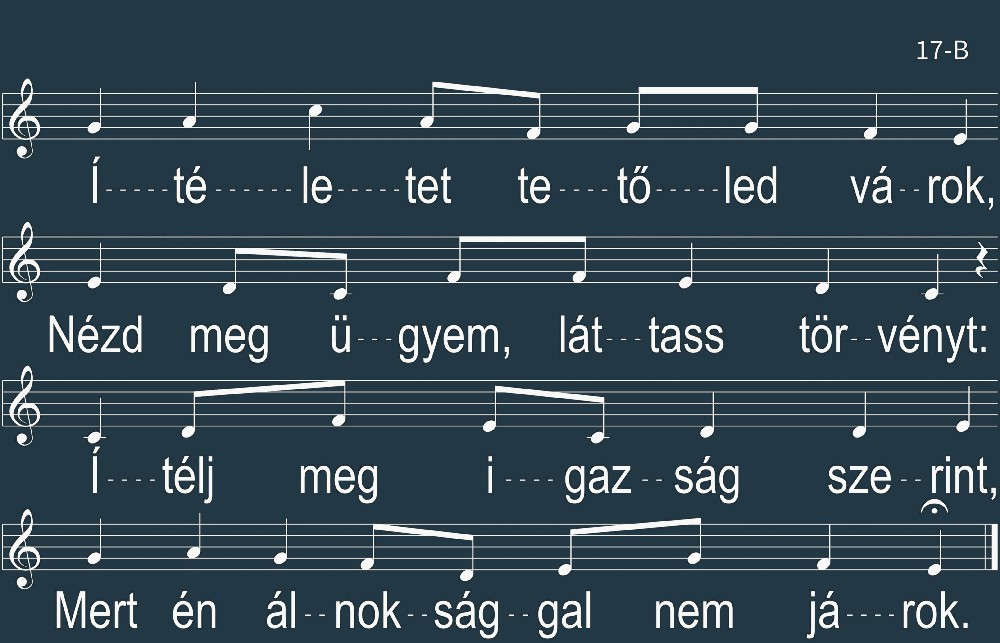 17-B
Í-----té------le-----tet te----tő-----led vá--rok,
Nézd meg ü---gyem, lát---tass tör--vényt:
Í----télj meg i----gaz--ság sze--rint,
Mert én ál--nok--ság--gal nem já----rok.